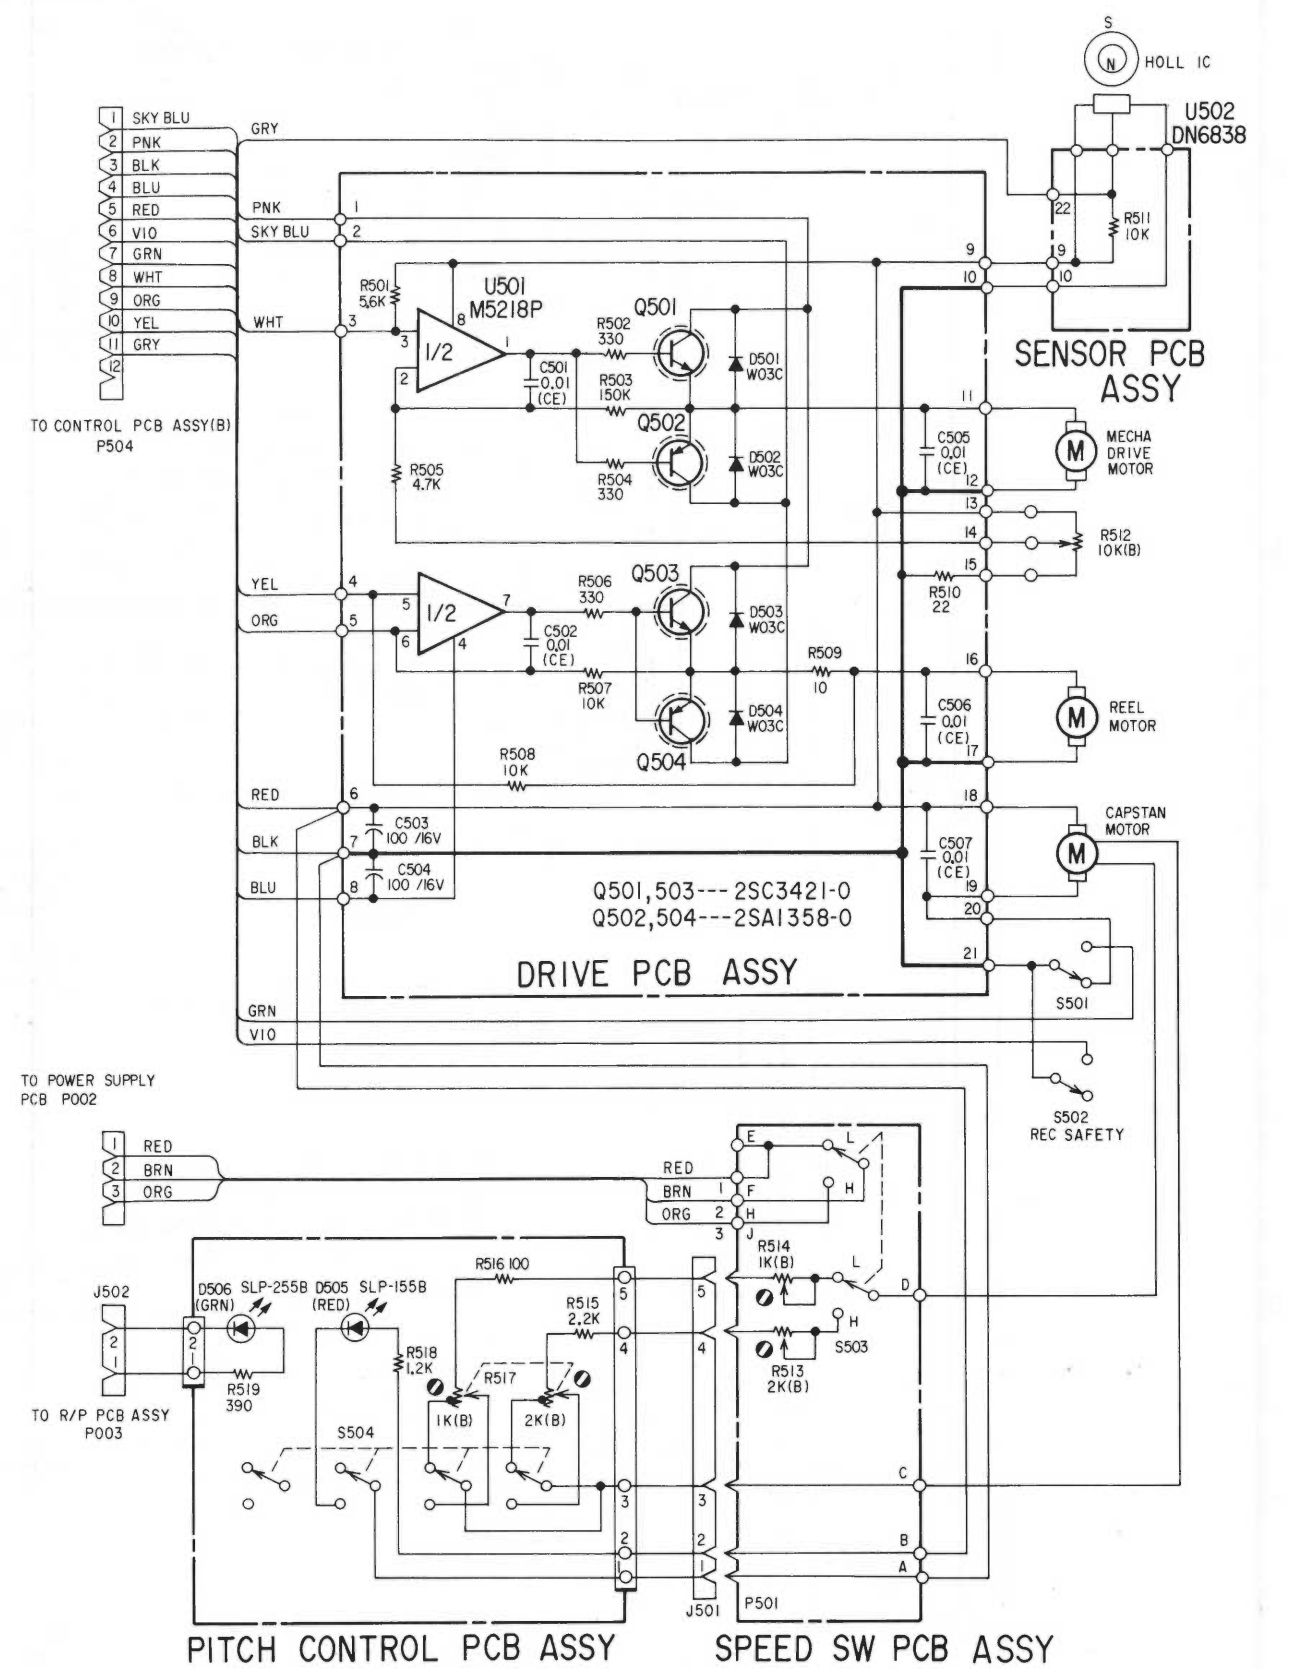 S
N
HOLL IC
U502
DN6838
1 SKY BLU
2 PNK
3 BLK
4 BLU
5 RED
6 VIO
7 GRN
8 WHT
9 ORG
10 YEL
11 GRY
12
TO CONTROL PCB ASSY(B)
P504
GRY
PNK
SKY BLU
WHT
YEL
ORG
RED
BLK
BLU
GRN
VIO
1
2
3
4
5
6
7
8
R501
5.6K
U501
M5218P
1/2
3
2
8
1
C501
0.01
(CE)
R502
330
R503
150K
R504
330
Q501
Q502
D501
W03C
D502
W03C
R505
4.7K
9
10
22
R511
10K
9
10
SENSOR PCB
ASSY
11
C505
0.01
(CE)
12
M
MECHA
DRIVE
MOTOR
13
14
15
R512
10K(B)
R510
22
1/2
5
6
7
4
C502
0.01
(CE)
R506
330
R507
10K
Q503
Q504
D503
W03C
D504
W03C
R509
10
R508
10K
16
C506
0.01
(CE)
17
M
REEL
MOTOR
C503
100 /16V
C504
100 /16V
18
C507
0.01
(CE)
19
20
21
CAPSTAN
MOTOR
M
Q501,503---2SC3421-O
Q502,504---2SA1358-O
DRIVE PCB ASSY
S501
S502
REC SAFETY
TO POWER SUPPLY
PCB P002
1 RED
2 BRN
3 ORG
RED
BRN
ORG
1
2
3
E
F
H
J
L
H
R514
1K(B)
L
D
H
S503
R513
2K(B)
C
B
A
P501
J501
5
4
3
2
1
SPEED SW PCB ASSY
J502
2
1
TO R/P PCB ASSY
P003
2
1
D506 SLP-255B
(GRN)
D505 SLP-155B
(RED)
R519
390
R518
1.2K
R516 100
R515
2.2K
R517
1K(B)
2K(B)
S504
5
4
3
2
1
PITCH CONTROL PCB ASSY